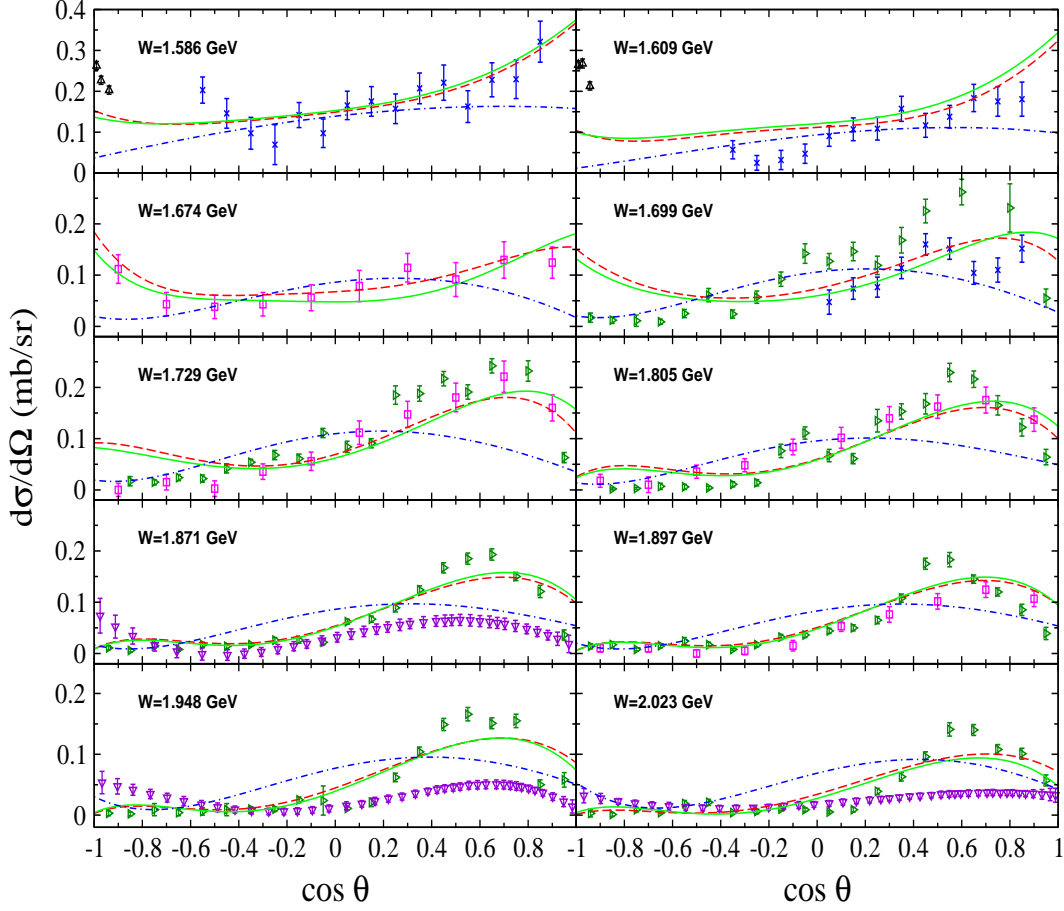 0.4
0.3
0.2
0.1
0
W=1.586 GeV
W=1.609 GeV
0.2
0.1
0
W=1.674 GeV
W=1.699 GeV
0.2
0.1
0
W=1.729 GeV
W=1.805 GeV
0.2
0.1
0
W=1.871 GeV
W=1.897 GeV
0.2
0.1
0
W=1.948 GeV
W=2.023 GeV
dσ/dΩ (mb/sr)
-1 -0.8 -0.6 -0.4 -0.2 0 0.2 0.4 0.6 0.8 -1 -0.8 -0.6 -0.4 -0.2 0 0.2 0.4 0.6 0.8 1
cos θ cos θ